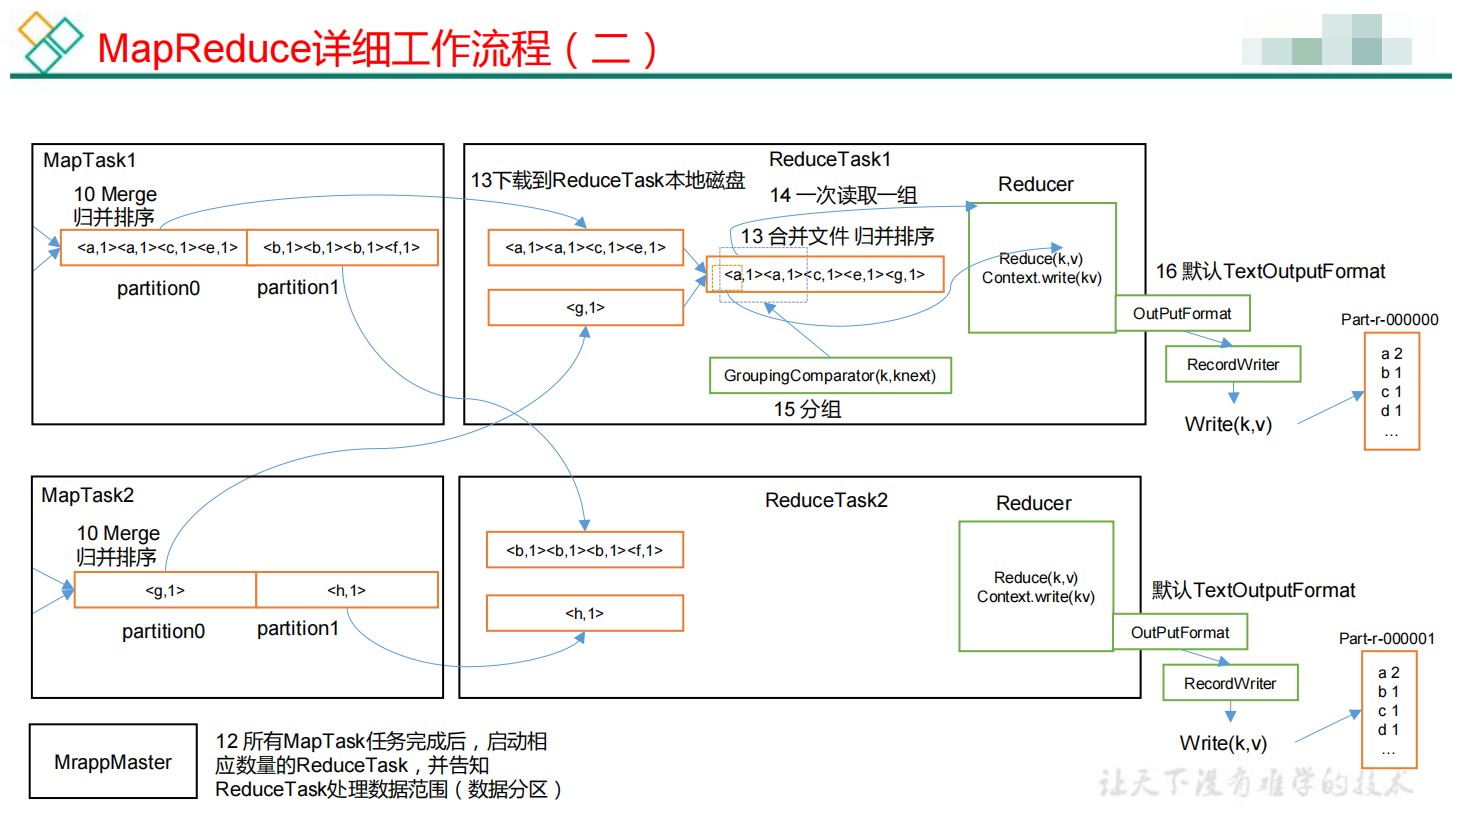 MapReduce详细工作流程（二）
MapTask1
10 Merge
归并排序
<a,1><a,1><c,1><e,1>
<b,1><b,1><b,1><f,1>
partition0
partition1
ReduceTask1
13下载到ReduceTask本地磁盘
<a,1><a,1><c,1><e,1>
<g,1>
14 一次读取一组
13 合并文件 归并排序
<a,1><a,1><c,1><e,1><g,1>
GroupingComparator(k,knext)
15 分组
Reducer
Reduce(k,v)
Context.write(kv)
16 默认TextOutputFormat
OutPutFormat
RecordWriter
Write(k,v)
Part-r-000000
a 2
b 1
c 1
d 1
...
MapTask2
10 Merge
归并排序
<g,1>
<h,1>
partition0
partition1
ReduceTask2
<b,1><b,1><b,1><f,1>
<h,1>
Reducer
Reduce(k,v)
Context.write(kv)
默认TextOutputFormat
OutPutFormat
RecordWriter
Write(k,v)
Part-r-000001
a 2
b 1
c 1
d 1
...
MrappMaster
12 所有MapTask任务完成后，启动相
应数量的ReduceTask，并告知
ReduceTask处理数据范围（数据分区）
让天下没有难学的技术